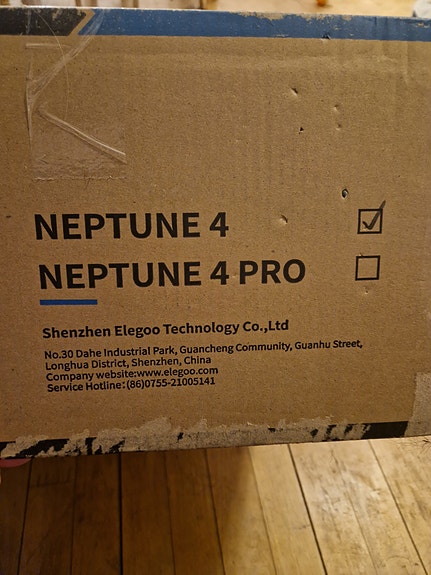 NEPTUNE 4
NEPTUNE 4 PRO
Shenzhen Elegoo Technology Co.,Ltd
No.30 Dahe Industrial Park, Guancheng Community, Guanhu Street,
Longhua District, Shenzhen, China
Company website:www.elegoo.com
Service Hotline:(86)0755-21005141